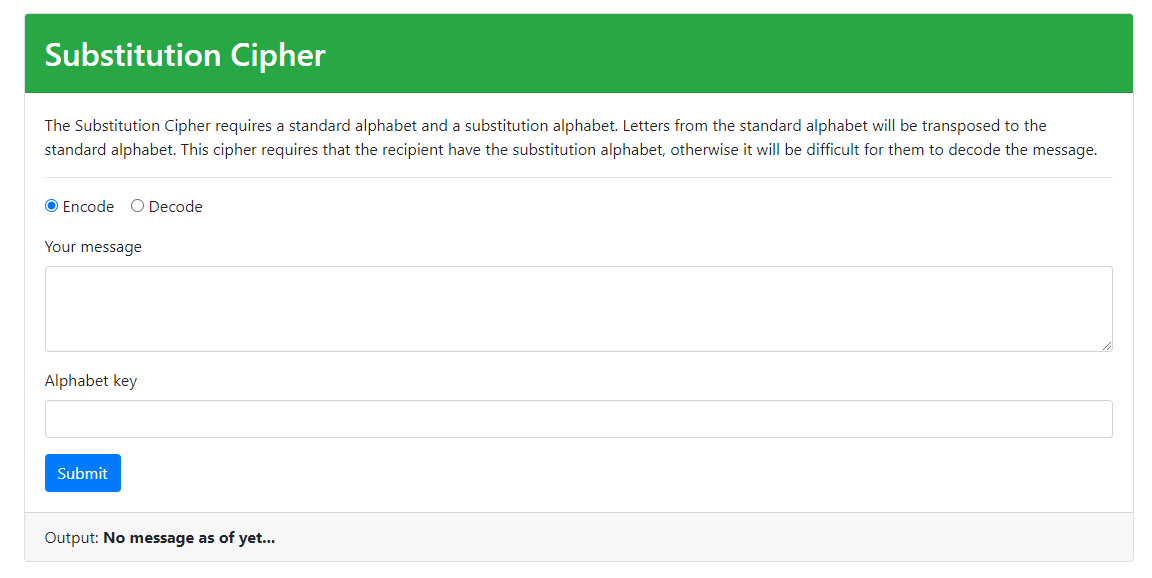 Substitution Cipher
The Substitution Cipher requires a standard alphabet and a substitution alphabet. Letters from the standard alphabet will be transposed to the
standard alphabet. This cipher requires that the recipient have the substitution alphabet, otherwise it will be difficult for them to decode the message.
Encode Decode
Your message
Alphabet key
Submit
Output: No message as of yet...